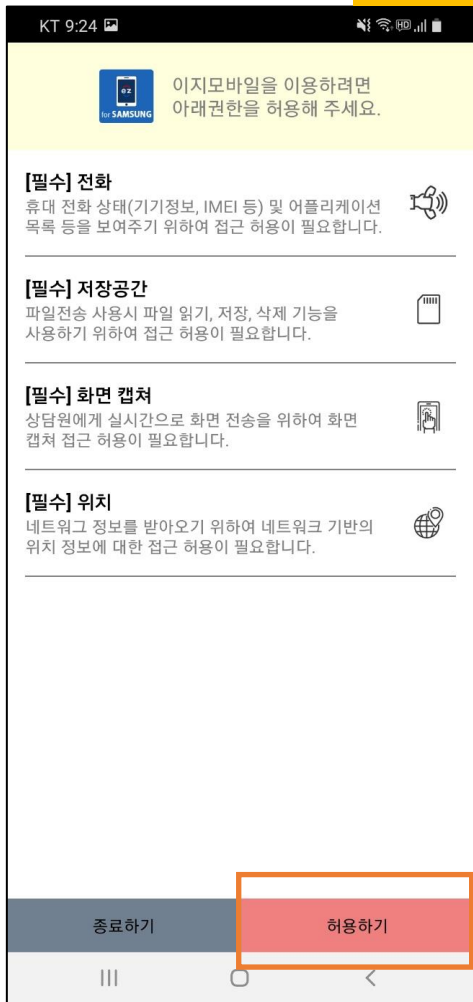 KT 9:24
HD
ez
for SAMSUNG
이지모바일을 이용하려면
아래권한을 허용해 주세요.
[필수] 전화
휴대 전화 상태(기기정보, IMEI 등) 및 어플리케이션
목록 등을 보여주기 위하여 접근 허용이 필요합니다.
[필수] 저장공간
파일전송 사용시 파일 읽기, 저장, 삭제 기능을
사용하기 위하여 접근 허용이 필요합니다.
[필수] 화면 캡쳐
상담원에게 실시간으로 화면 전송을 위하여 화면
캡쳐 접근 허용이 필요합니다.
[필수] 위치
네트워그 정보를 받아오기 위하여 네트워크 기반의
위치 정보에 대한 접근 허용이 필요합니다.
종료하기
허용하기